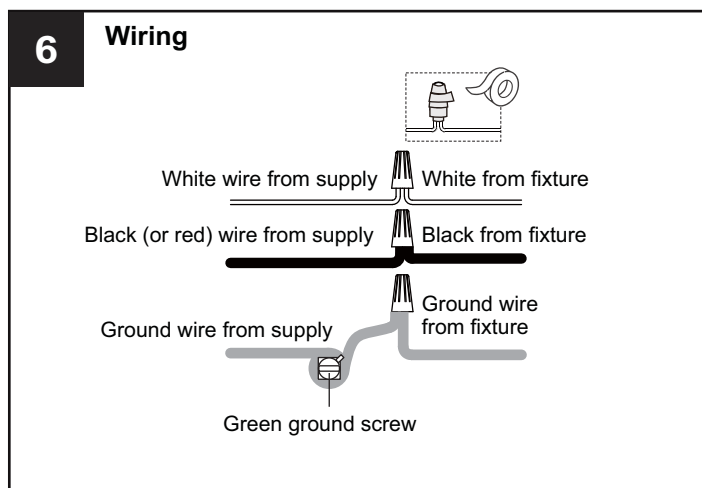 6
Wiring
White wire from supply
White from fixture
Black (or red) wire from supply
Black from fixture
Ground wire from supply
Ground wire
from fixture
Green ground screw